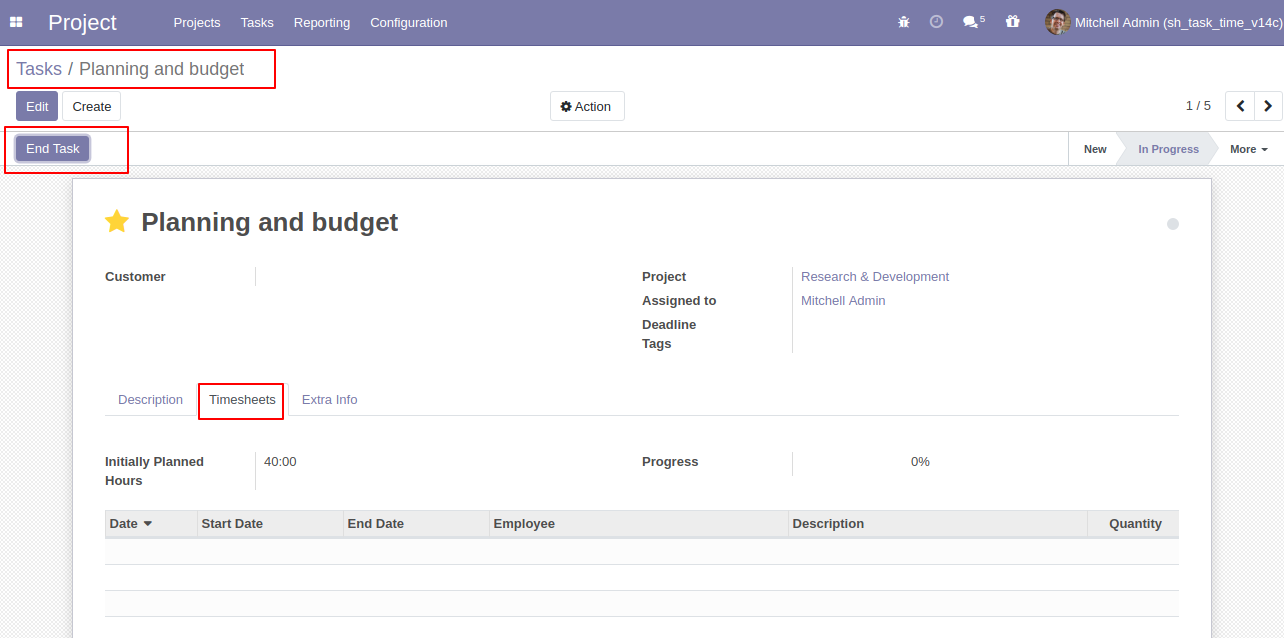 Project Projects Tasks Reporting Configuration 5 Mitchell Admin (sh_task_time_v14c)
Tasks / Planning and budget
Edit Create Action 1 / 5
End Task New In Progress More
Planning and budget
Customer Project Research & Development
Assigned to Mitchell Admin
Deadline
Tags
Description Timesheets Extra Info
Initially Planned Hours 40:00 Progress 0%
Date Start Date End Date Employee Description Quantity